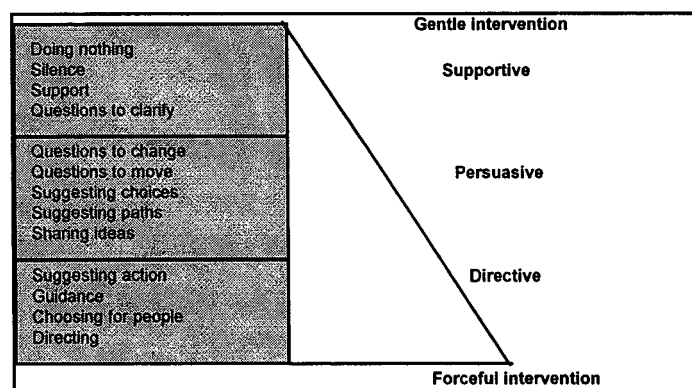 Gentle intervention
Doing nothing
Silence
Support
Questions to clarify
Supportive
Questions to change
Questions to move
Suggesting choices
Suggesting paths
Sharing ideas
Persuasive
Suggesting action
Guidance
Choosing for people
Directing
Directive
Forceful intervention